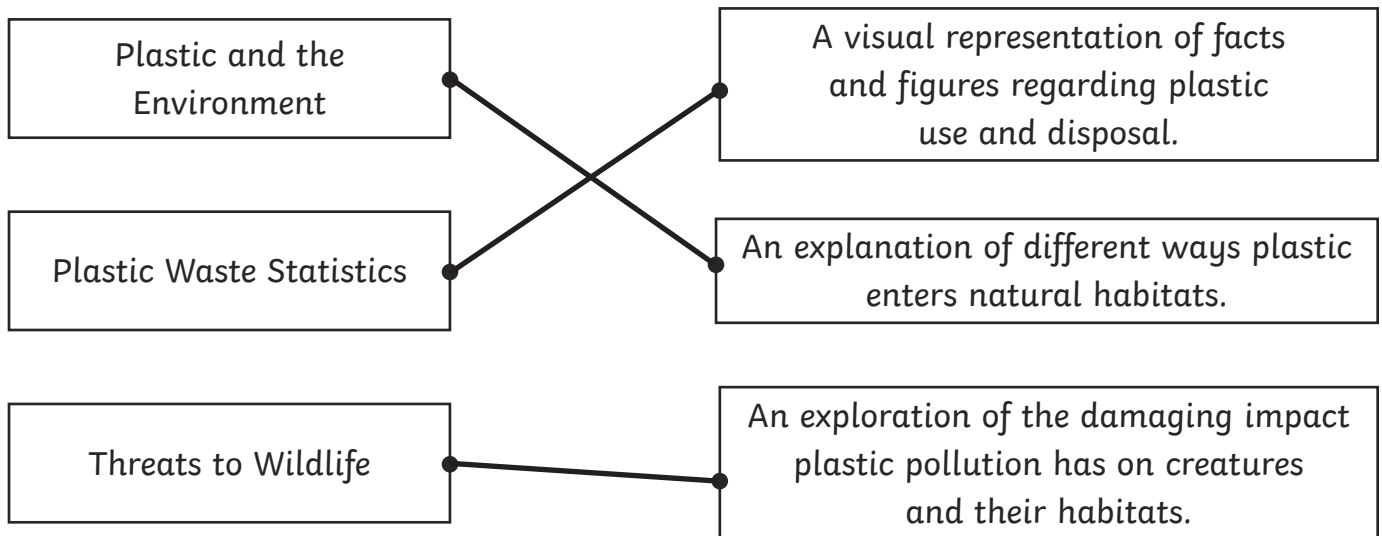 Plastic and the
Environment
A visual representation of facts
and figures regarding plastic
use and disposal.
Plastic Waste Statistics
An explanation of different ways plastic
enters natural habitats.
Threats to Wildlife
An exploration of the damaging impact
plastic pollution has on creatures
and their habitats.